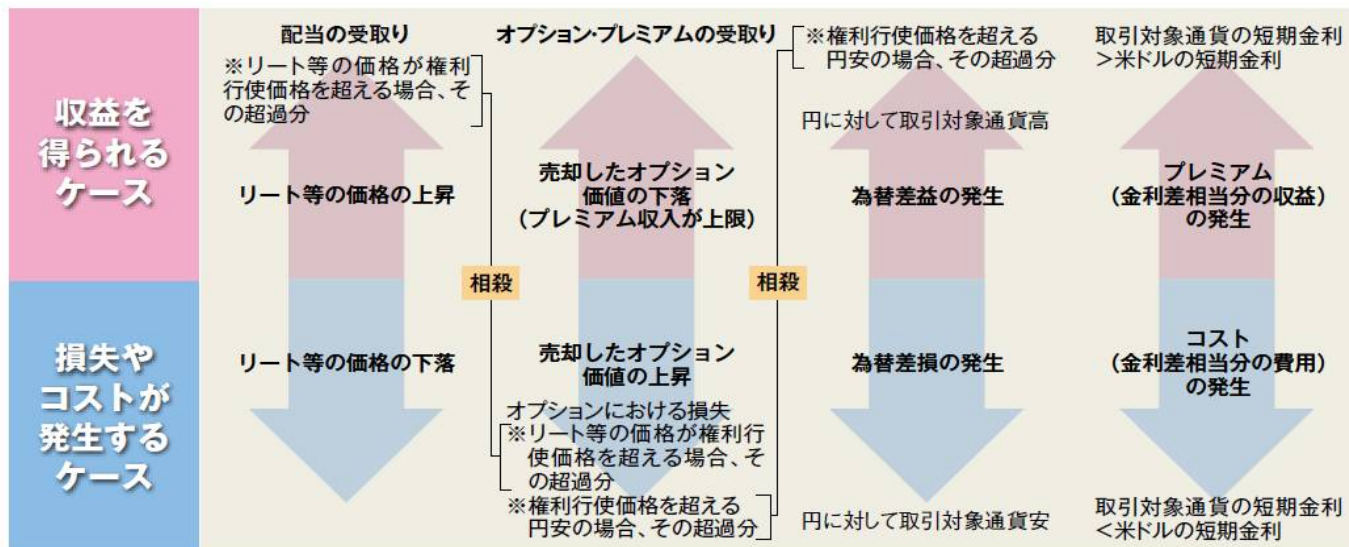 収益を
得られる
ケース
配当の受取り
※リート等の価格が権利
行使価格を超える場合、そ
の超過分
リート等の価格の上昇
オプション・プレミアムの受取り
売却したオプション
価値の下落
(プレミアム収入が上限)
※権利行使価格を超える
円安の場合、その超過分
円に対して取引対象通貨高
為替差益の発生
取引対象通貨の短期金利
>米ドルの短期金利
プレミアム
(金利差相当分の収益)
の発生
相殺
相殺
損失や
コストが
発生する
ケース
リート等の価格の下落
売却したオプション
価値の上昇
オプションにおける損失
※リート等の価格が権利行
使価格を超える場合、そ
の超過分
※権利行使価格を超える
円安の場合、その超過分
為替差損の発生
円に対して取引対象通貨安
コスト
(金利差相当分の費用)
の発生
取引対象通貨の短期金利
<米ドルの短期金利